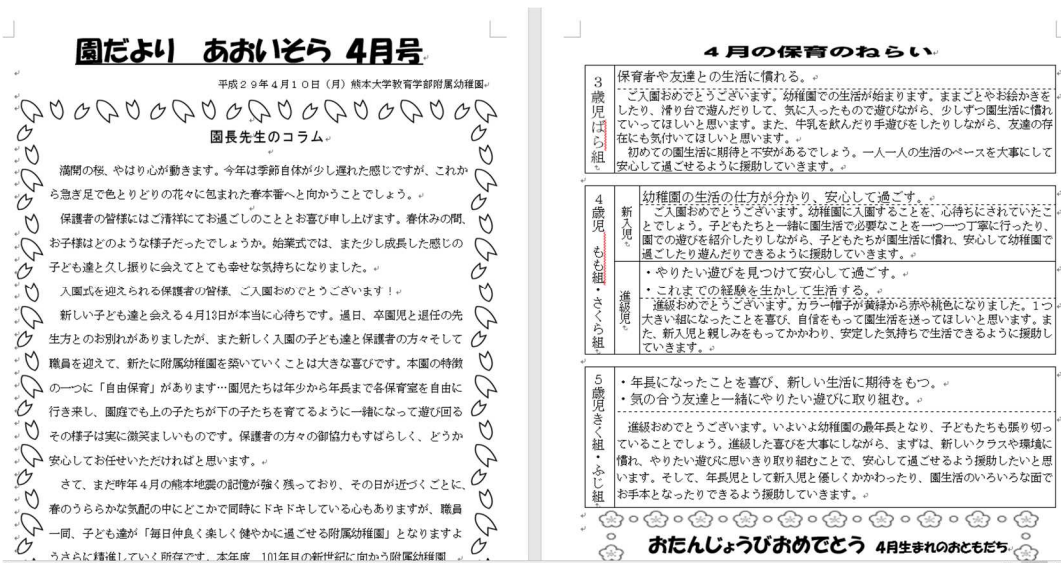 園だより　あおいそら　4月号
平成２９年４月１０日（月）熊本大学教育学部附属幼稚園
園長先生のコラム
満開の桜、やはり心が動きます。今年は季節自体が少し遅れた感じですが、これか
ら急ぎ足で色とりどりの花々に包まれた春本番へと向かうことでしょう。
保護者の皆様にはご清祥にてお過ごしのこととお喜び申し上げます。春休みの間、
お子様はどのような様子だったでしょうか。始業式では、また少し成長した感じの
子ども達と久し振りに会えてとても幸せな気持ちになりました。
入園式を迎えられる保護者の皆様、ご入園おめでとうございます！
新しい子ども達と会える４月13日が本当に心待ちです。過日、卒園児と退任の先
生方とのお別れがありましたが、また新しく入園の子ども達と保護者の方々そして
職員を迎えて、新たに附属幼稚園を築いていくことは大きな喜びです。本園の特徴
の一つに「自由保育」があります…園児たちは年少から年長まで各保育室を自由に
行き来し、園庭でも上の子たちが下の子たちを育てるように一緒になって遊び回る
その様子は実に微笑ましいものです。保護者の方々の御協力もすばらしく、どうか
安心してお任せいただければと思います。
さて、まだ昨年４月の熊本地震の記憶が強く残っており、その日が近づくごとに、
春のうららかな気配の中にどこかで同時にドキドキしている心もありますが、職員
一同、子ども達が「毎日仲良く楽しく健やかに過ごせる附属幼稚園」となりますよ
うさらに精進していく所存です。本年度、101年目の新世紀に向かう附属幼稚園
４月の保育のねらい
３歳児ばら組
保育者や友達との生活に慣れる。
ご入園おめでとうございます。幼稚園での生活が始まります。ままごとやお絵かきを
したり、滑り台で遊んだりして、気に入ったもので遊びながら、少しずつ園生活に慣れ
ていってほしいと思います。また、牛乳を飲んだり手遊びをしたりしながら、友達の存
在にも気付いてほしいと思います。
初めての園生活に期待と不安があるでしょう。一人一人の生活のペースを大事にして
安心して過ごせるように援助していきます。
４歳児　もも組・さくら組
新入児
幼稚園の生活の仕方が分かり、安心して過ごす。
ご入園おめでとうございます。幼稚園に入園することを、心待ちにされていたこ
とでしょう。子どもたちと一緒に園生活で必要なことを一つ一つ丁寧に行ったり、
園での遊びを紹介したりしながら、子どもたちが園生活に慣れ、安心して幼稚園で
過ごしたり遊んだりできるように援助していきます。
進級児
・やりたい遊びを見つけて安心して過ごす。
・これまでの経験を生かして生活する。
進級おめでとうございます。カラー帽子が黄緑から赤や桃色になりました。１つ
大きい組になったことを喜び、自信をもって園生活を送ってほしいと思います。ま
た、新入児と親しみをもってかかわり、安定した気持ちで生活できるように援助し
ていきます。
５歳児きく組・ふじ組
・年長になったことを喜び、新しい生活に期待をもつ。
・気の合う友達と一緒にやりたい遊びに取り組む。
進級おめでとうございます。いよいよ幼稚園の最年長となり、子どもたちも張り切っ
ていることでしょう。進級した喜びを大事にしながら、まずは、新しいクラスや環境に
慣れ、やりたい遊びに思いきり取り組むことで、安心して過ごせるよう援助したいと思
います。そして、年長児として新入児と優しくかかわったり、園生活のいろいろな面で
お手本となったりできるよう援助していきます。
おたんじょうびおめでとう　4月生まれのおともだち